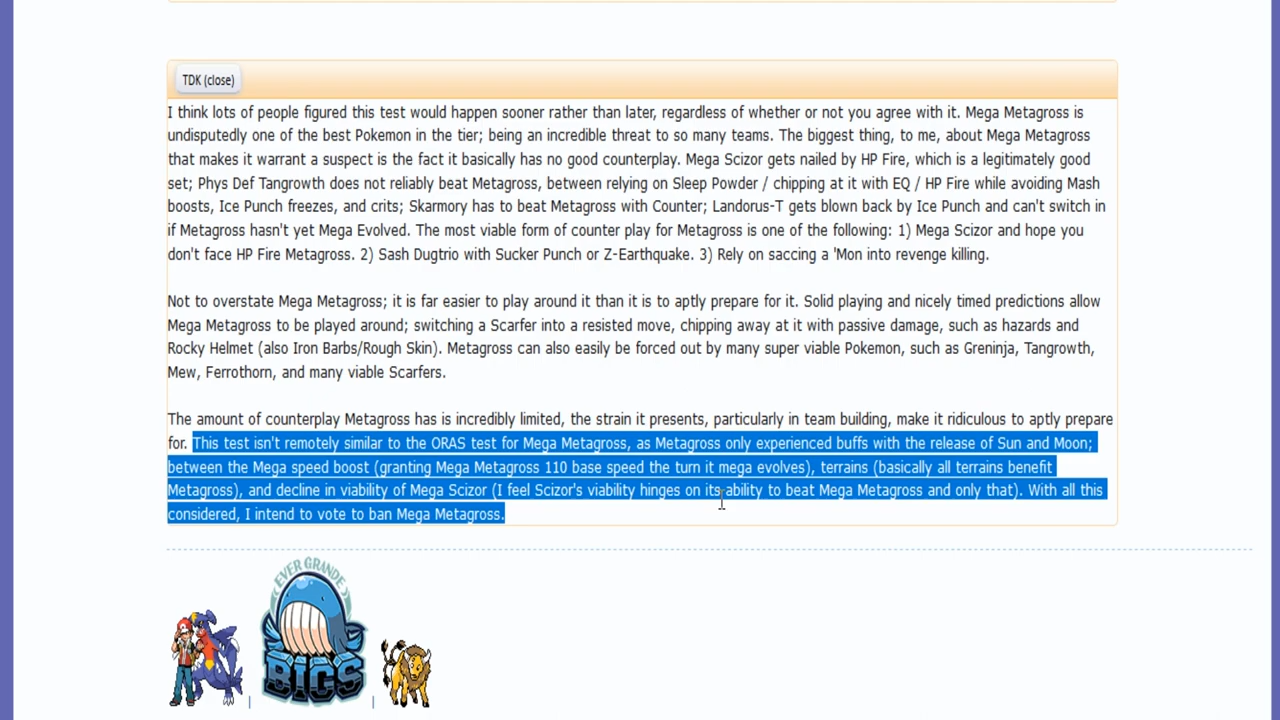 TDK (close)
I think lots of people figured this test would happen sooner rather than later, regardless of whether or not you agree with it. Mega Metagross is
undisputedly one of the best Pokemon in the tier; being an incredible threat to so many teams. The biggest thing, to me, about Mega Metagross
that makes it warrant a suspect is the fact it basically has no good counterplay. Mega Scizor gets nailed by HP Fire, which is a legitimately good
set; Phys Def Tangrowth does not reliably beat Metagross, between relying on Sleep Powder / chipping at it with EQ / HP Fire while avoiding Mash
boosts, Ice Punch freezes, and crits; Skarmory has to beat Metagross with Counter; Landorus-T gets blown back by Ice Punch and can't switch in
if Metagross hasn't yet Mega Evolved. The most viable form of counter play for Metagross is one of the following: 1) Mega Scizor and hope you
don't face HP Fire Metagross. 2) Sash Dugtrio with Sucker Punch or Z-Earthquake. 3) Rely on saccing a 'Mon into revenge killing.
Not to overstate Mega Metagross; it is far easier to play around it than it is to aptly prepare for it. Solid playing and nicely timed predictions allow
Mega Metagross to be played around; switching a Scarfer into a resisted move, chipping away at it with passive damage, such as hazards and
Rocky Helmet (also Iron Barbs/Rough Skin). Metagross can also easily be forced out by many super viable Pokemon, such as Greninja, Tangrowth,
Mew, Ferrothorn, and many viable Scarfers.
The amount of counterplay Metagross has is incredibly limited, the strain it presents, particularly in team building, make it ridiculous to aptly prepare
for. This test isn't remotely similar to the ORAS test for Mega Metagross, as Metagross only experienced buffs with the release of Sun and Moon;
between the Mega speed boost (granting Mega Metagross 110 base speed the turn it mega evolves), terrains (basically all terrains benefit
Metagross), and decline in viability of Mega Scizor (I feel Scizor's viability hinges on its ability to beat Mega Metagross and only that). With all this
considered, I intend to vote to ban Mega Metagross.
EVER GRANDE
BIGS